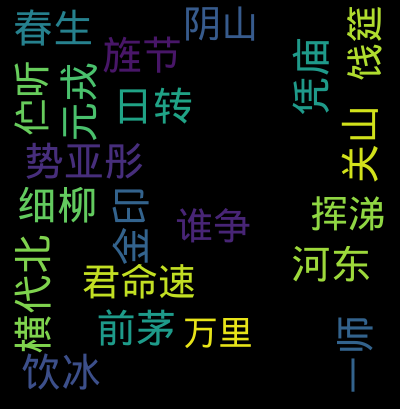 春生
阴山
饯筵
旌节
凭庙
伫听
元戎
日转
关山
势亚彤
细柳
金印
谁争
挥涕
横代北
君命速
河东
前茅
万里
一师
饮冰